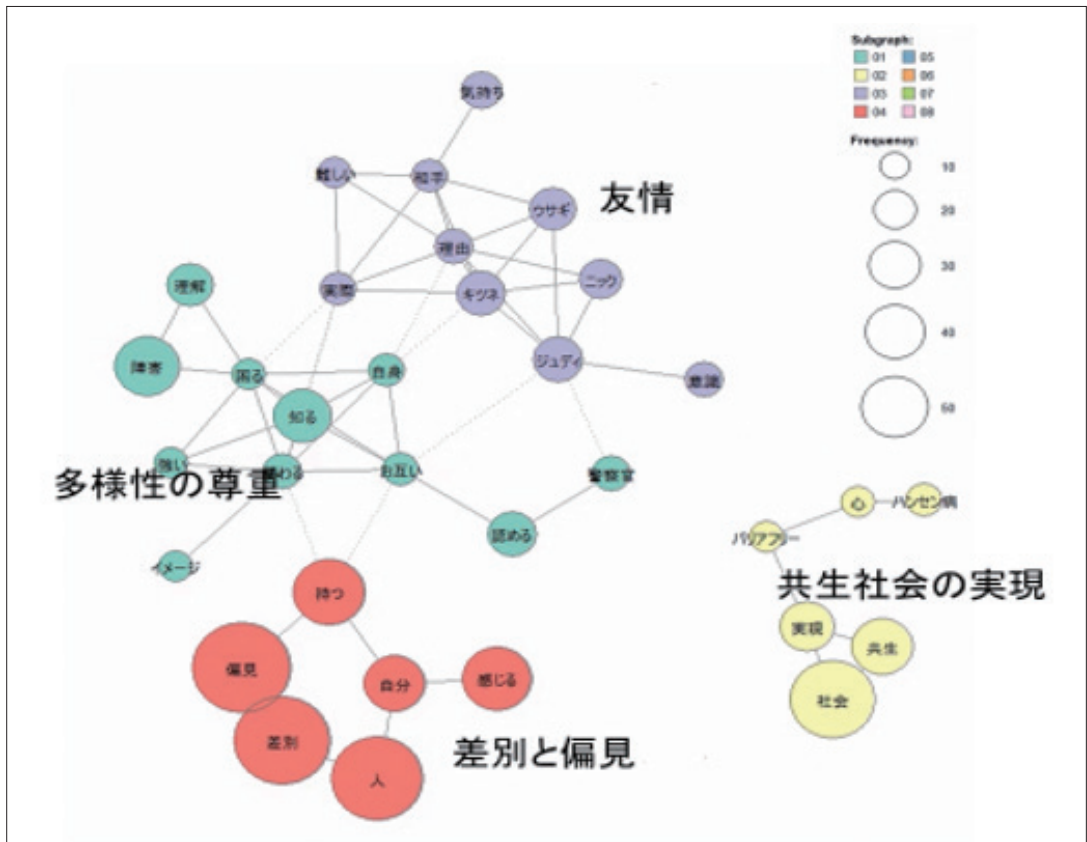 Subgraph:
01 05
02 06
03 07
04 08
Frequency:
10
20
30
40
50
気持ち
難しい
和平
ウサギ
友情
理由
実際
キツネ
ニック
理解
障害
困る
自身
ジュディ
意識
知る
強い
お互い
警察官
多様性の尊重
認める
イメージ
心
ハンセン病
バリアフリー
共生社会の実現
持つ
実現
共生
偏見
自分
感じる
社会
差別
差別と偏見
人